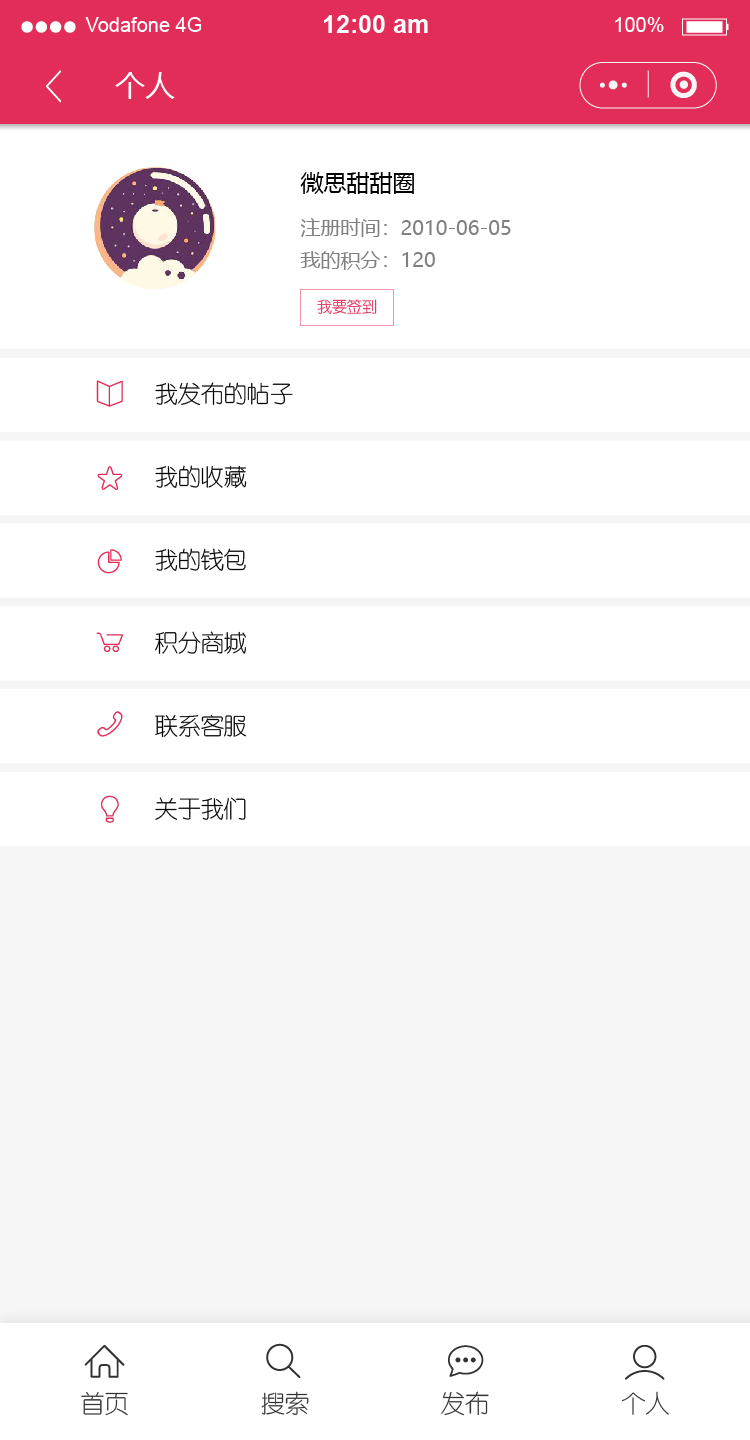 Vodafone 4G 12:00 am 100%
个人
微思甜甜圈
注册时间：2010-06-05
我的积分：120
我要签到
我发布的帖子
我的收藏
我的钱包
积分商城
联系客服
关于我们
首页 搜索 发布 个人